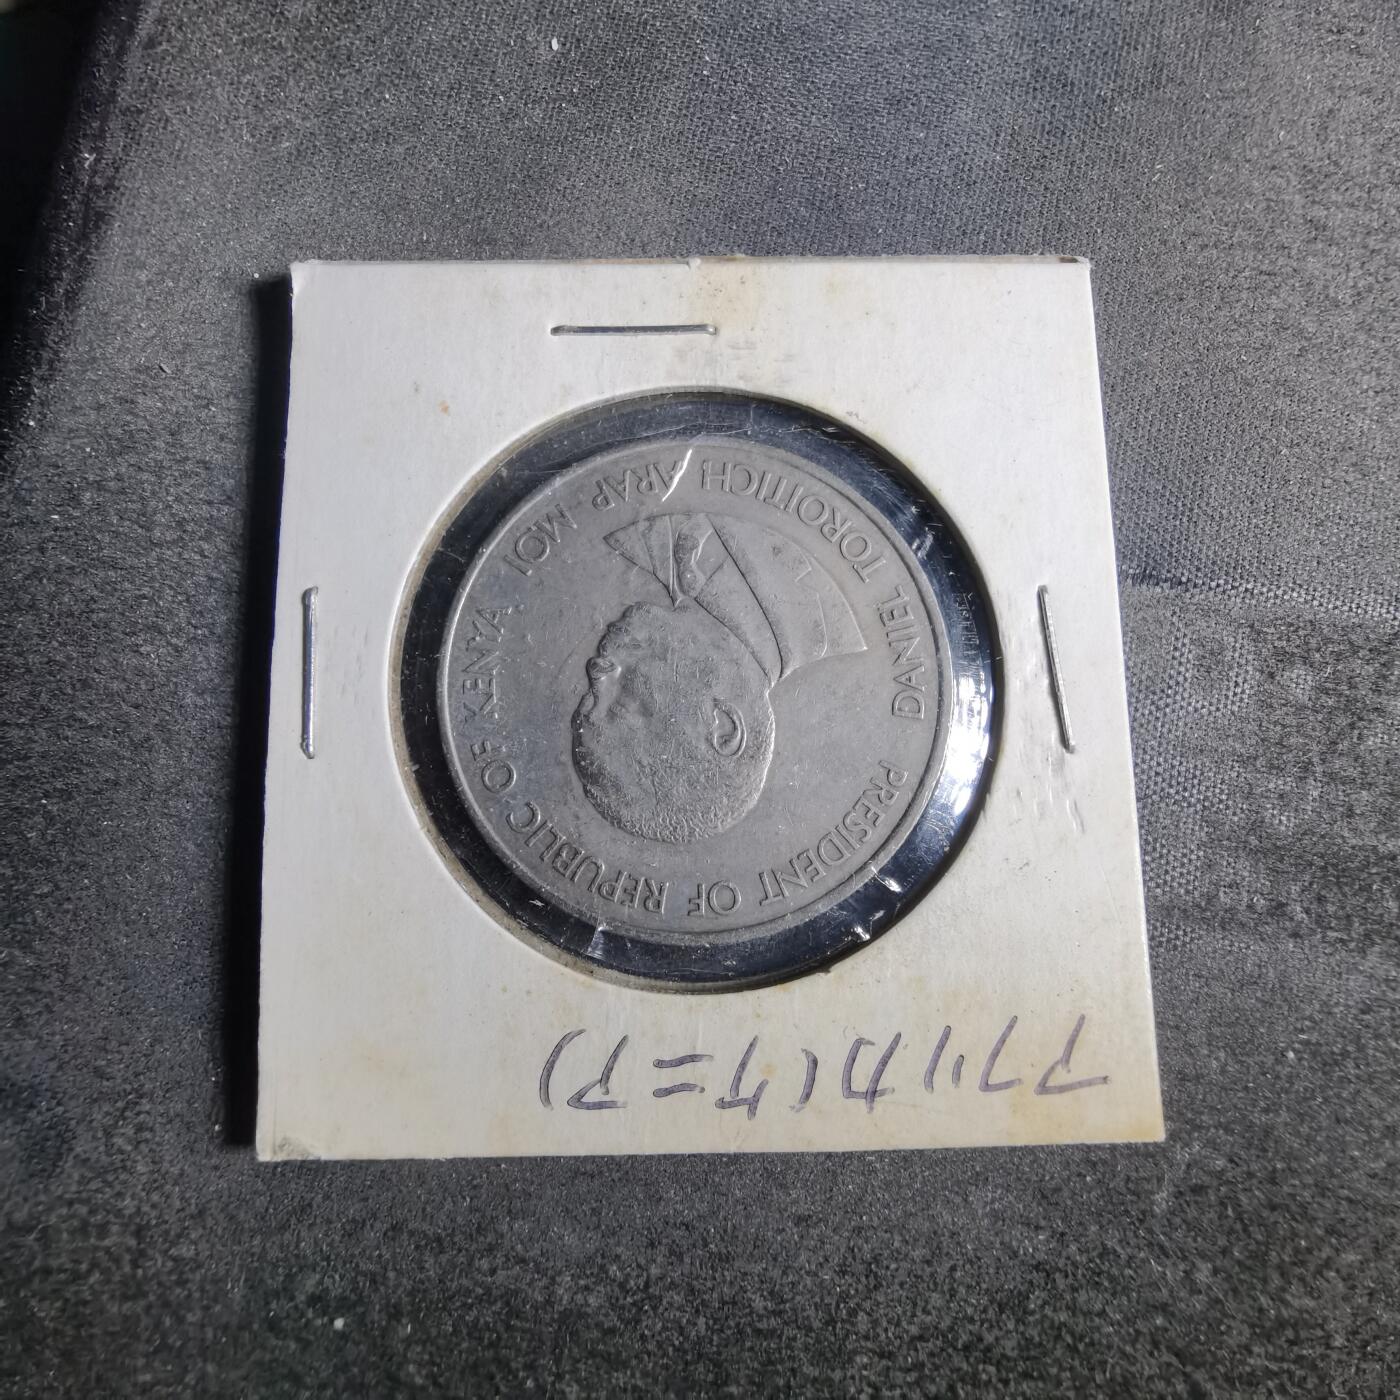 PRESIDENT OF REPUBLIC OF KENYA
DANIEL TOROITICH ARAP MOI
アフリカ(ケニア)